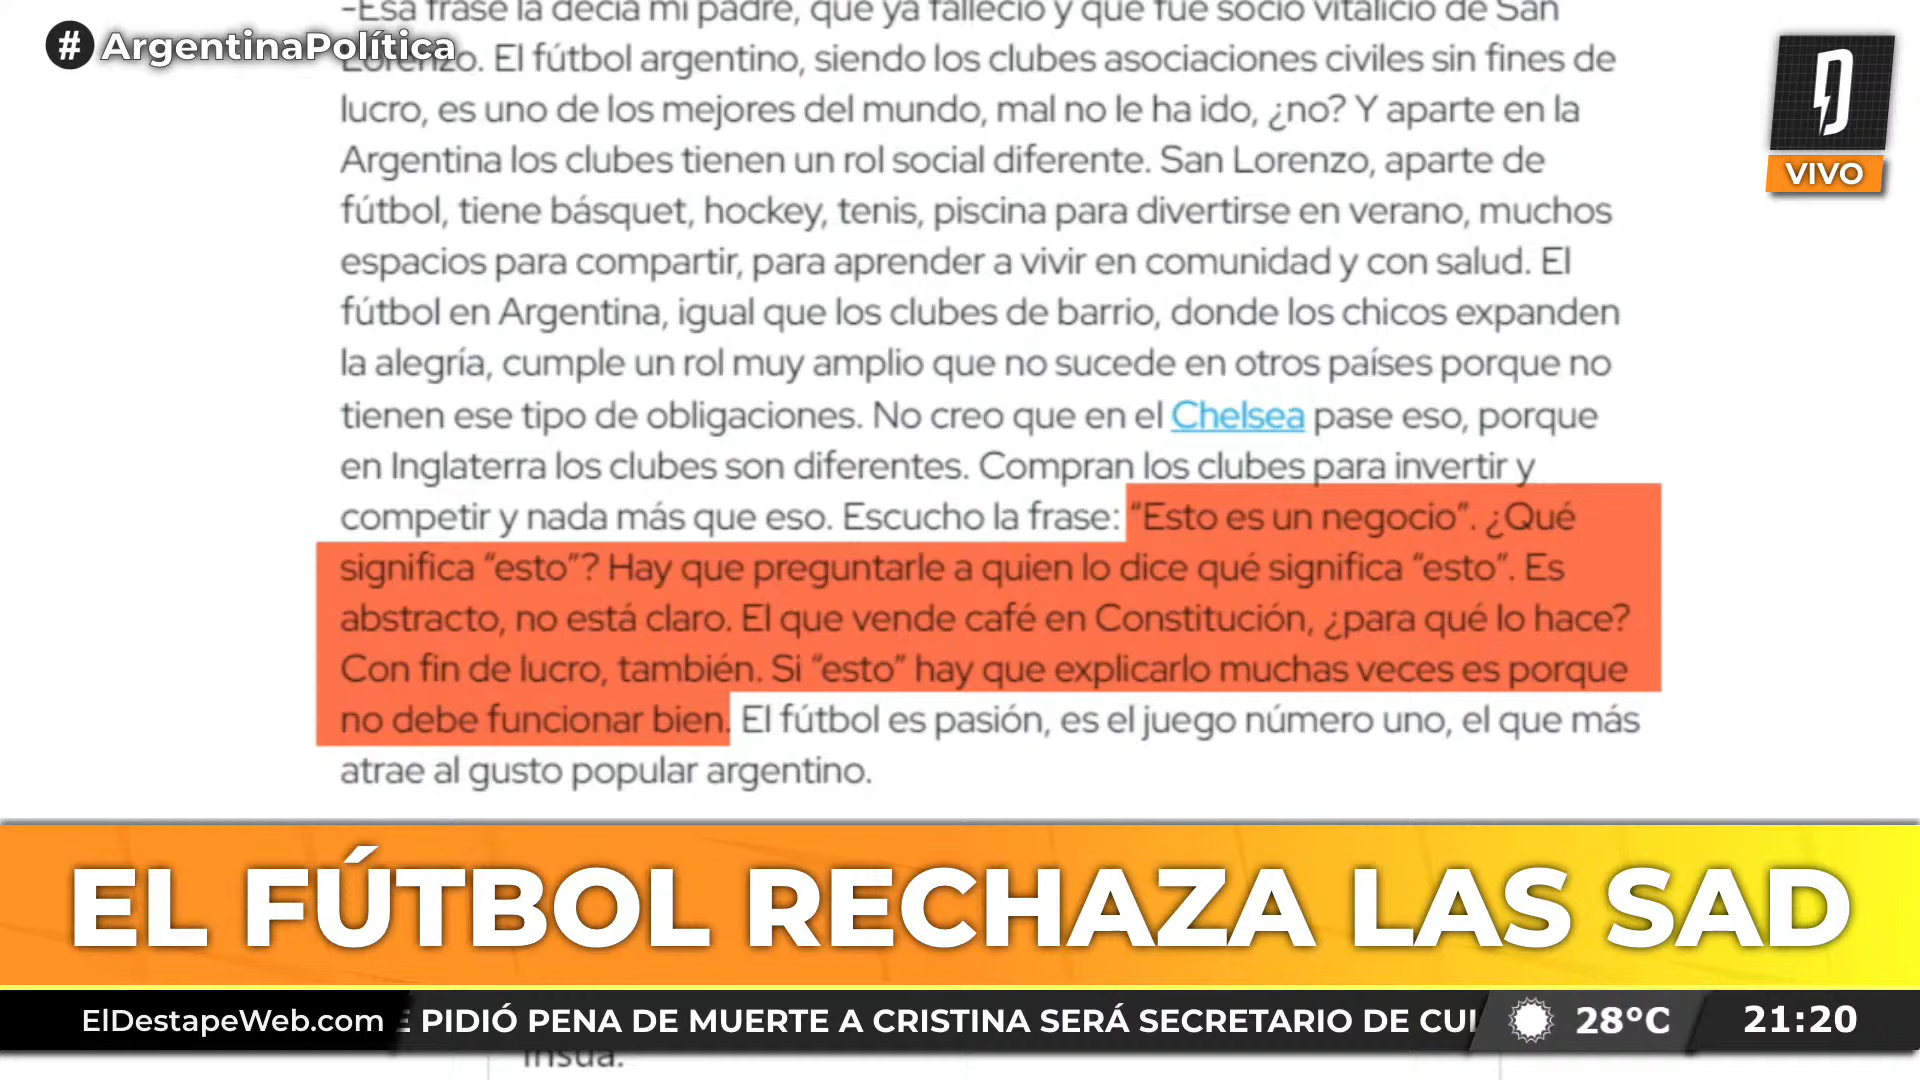 -Esa frase la decía mi padre, que ya falleció y que fue socio vitalicio de San
# ArgentinaPolítica
Lorenzo. El fútbol argentino, siendo los clubes asociaciones civiles sin fines de
lucro, es uno de los mejores del mundo, mal no le ha ido, ¿no? Y aparte en la
Argentina los clubes tienen un rol social diferente. San Lorenzo, aparte de
VIVO
fútbol, tiene básquet, hockey, tenis, piscina para divertirse en verano, muchos
espacios para compartir, para aprender a vivir en comunidad y con salud. El
fútbol en Argentina, igual que los clubes de barrio, donde los chicos expanden
la alegría, cumple un rol muy amplio que no sucede en otros países porque no
tienen ese tipo de obligaciones. No creo que en el Chelsea pase eso, porque
en Inglaterra los clubes son diferentes. Compran los clubes para invertir y
competir y nada más que eso. Escucho la frase: “Esto es un negocio”. ¿Qué
significa “esto”? Hay que preguntarle a quien lo dice qué significa “esto”. Es
abstracto, no está claro. El que vende café en Constitución, ¿para qué lo hace?
Con fin de lucro, también. Si “esto” hay que explicarlo muchas veces es porque
no debe funcionar bien. El fútbol es pasión, es el juego número uno, el que más
atrae al gusto popular argentino.
EL FÚTBOL RECHAZA LAS SAD
ElDestapeWeb.com E PIDIÓ PENA DE MUERTE A CRISTINA SERÁ SECRETARIO DE CUL 28°C 21:20
Insua.